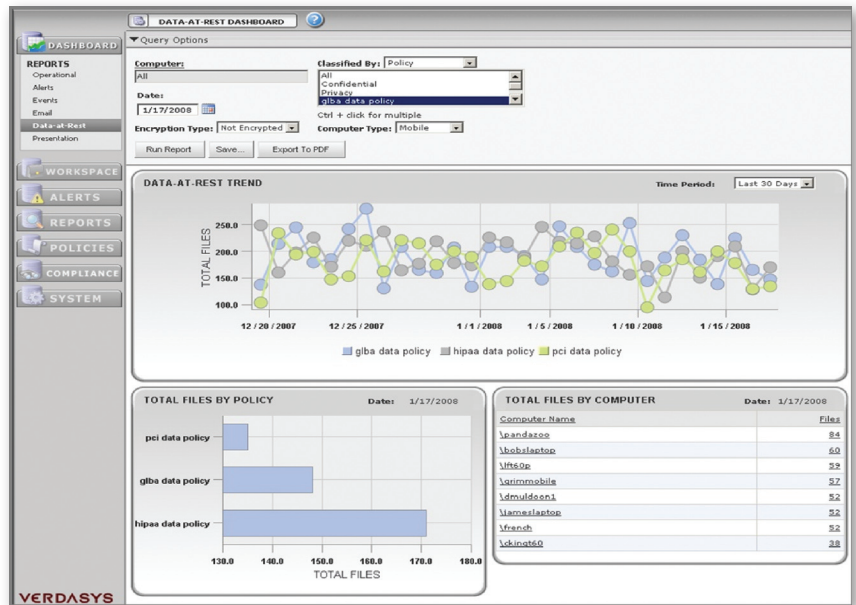 DATA-AT-REST DASHBOARD ?
DASHBOARD
REPORTS
Operational
Alerts
Events
Email
Data-at-Rest
Presentation
WORKSPACE
ALERTS
REPORTS
POLICIES
COMPLIANCE
SYSTEM
VERDASYS
Query Options
Computer:
All
Date:
1/17/2008
Encryption Type: Not Encrypted
Classified By: Policy
All
Confidential
Privacy
glba data policy
Ctrl + click for multiple
Computer Type: Mobile
Run Report Save... Export To PDF
DATA-AT-REST TREND Time Period: Last 30 Days
TOTAL FILES
250.0
200.0
150.0
100.0
12 / 20 / 2007 12 / 25 / 2007 1 / 1 / 2008 1 / 5 / 2008 1 / 10 / 2008 1 / 15 / 2008
glba data policy hipaa data policy pci data policy
TOTAL FILES BY POLICY Date: 1/17/2008
pci data policy
glba data policy
hipaa data policy
130.0 140.0 150.0 160.0 170.0 180.0
TOTAL FILES
TOTAL FILES BY COMPUTER Date: 1/17/2008
Computer Name Files
\pandazoo 84
\bobslaptop 60
\lft60p 59
\grimmobile 57
\dmuldoon1 52
\jameslaptop 52
\french 52
\ckingt60 38